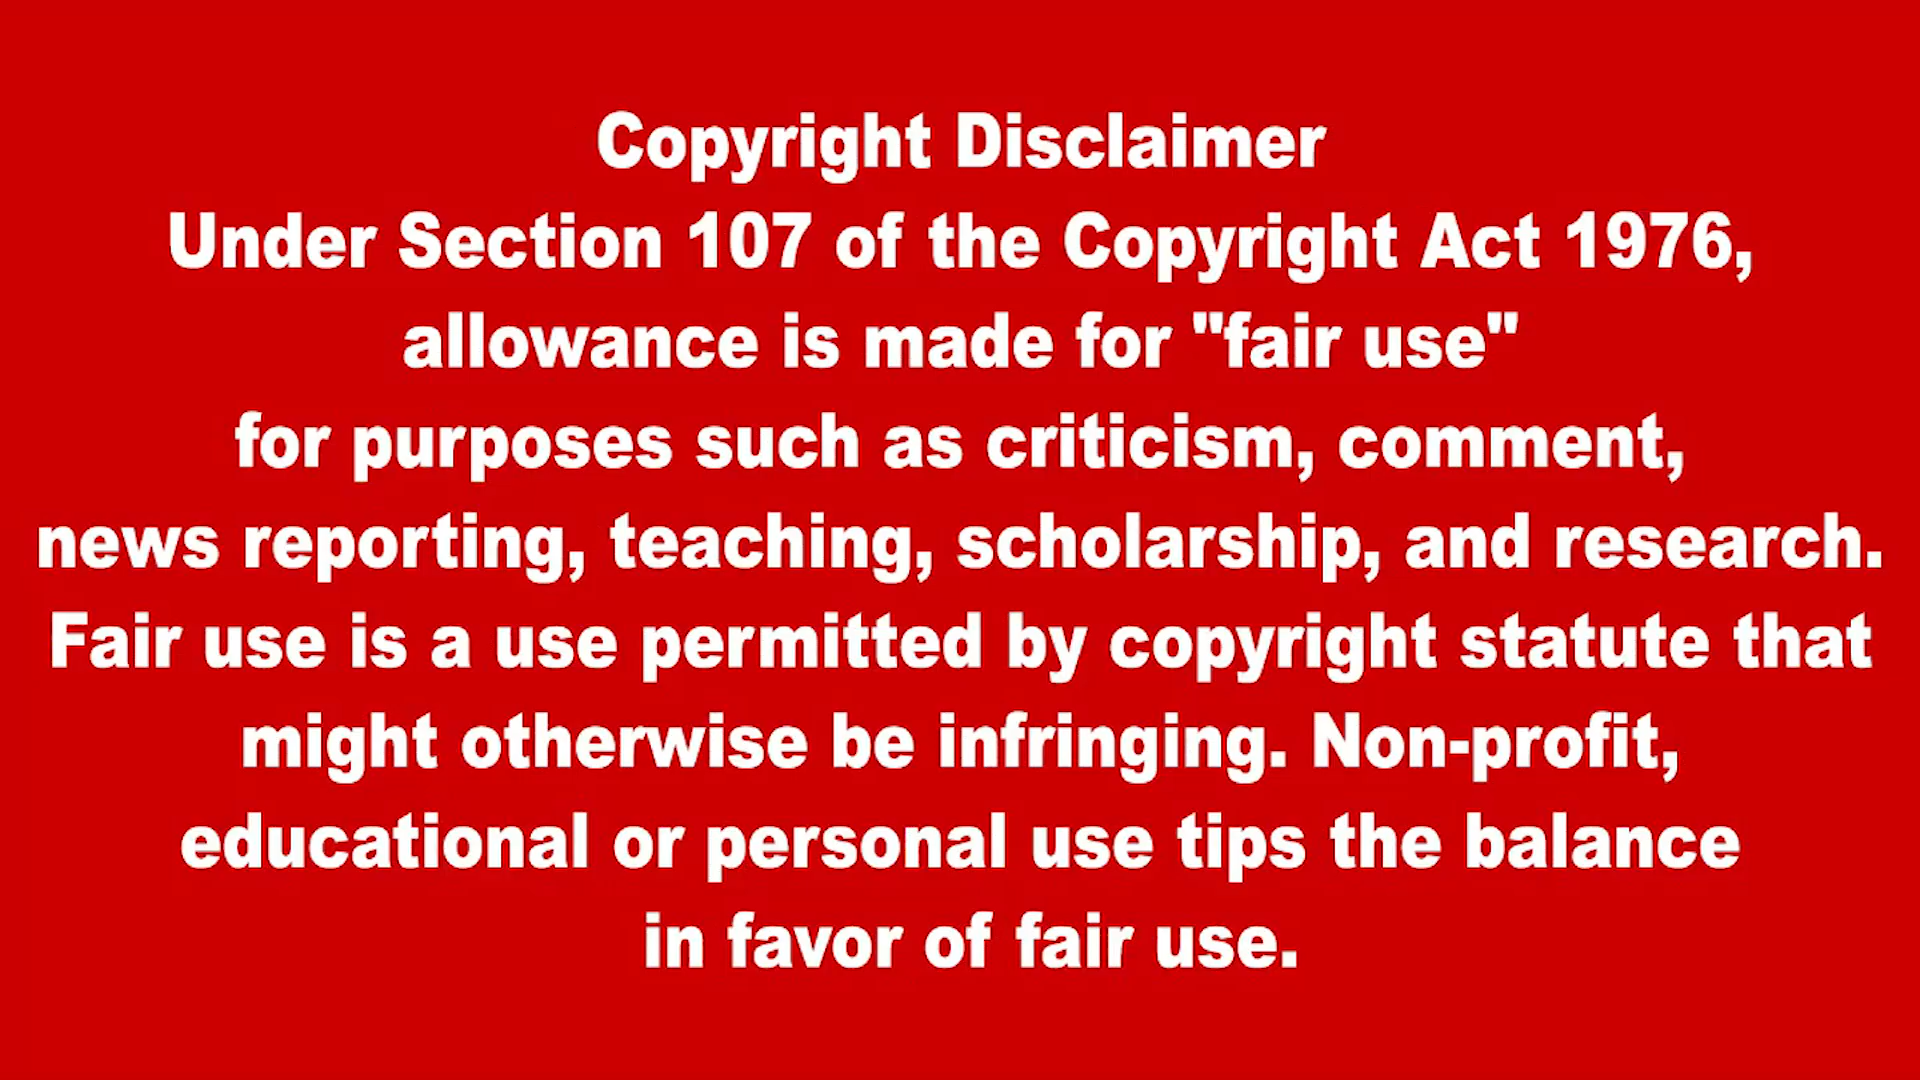 Copyright Disclaimer
Under Section 107 of the Copyright Act 1976,
allowance is made for "fair use"
for purposes such as criticism, comment,
news reporting, teaching, scholarship, and research.
Fair use is a use permitted by copyright statute that
might otherwise be infringing. Non-profit,
educational or personal use tips the balance
in favor of fair use.